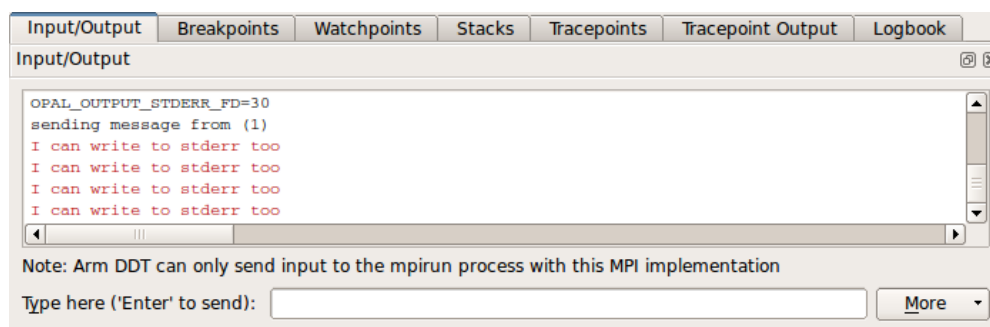 Input/Output Breakpoints Watchpoints Stacks Tracepoints Tracepoint Output Logbook
Input/Output
OPAL_OUTPUT_STDERR_FD=30
sending message from (1)
I can write to stderr too
I can write to stderr too
I can write to stderr too
I can write to stderr too
Note: Arm DDT can only send input to the mpirun process with this MPI implementation
Type here ('Enter' to send): More